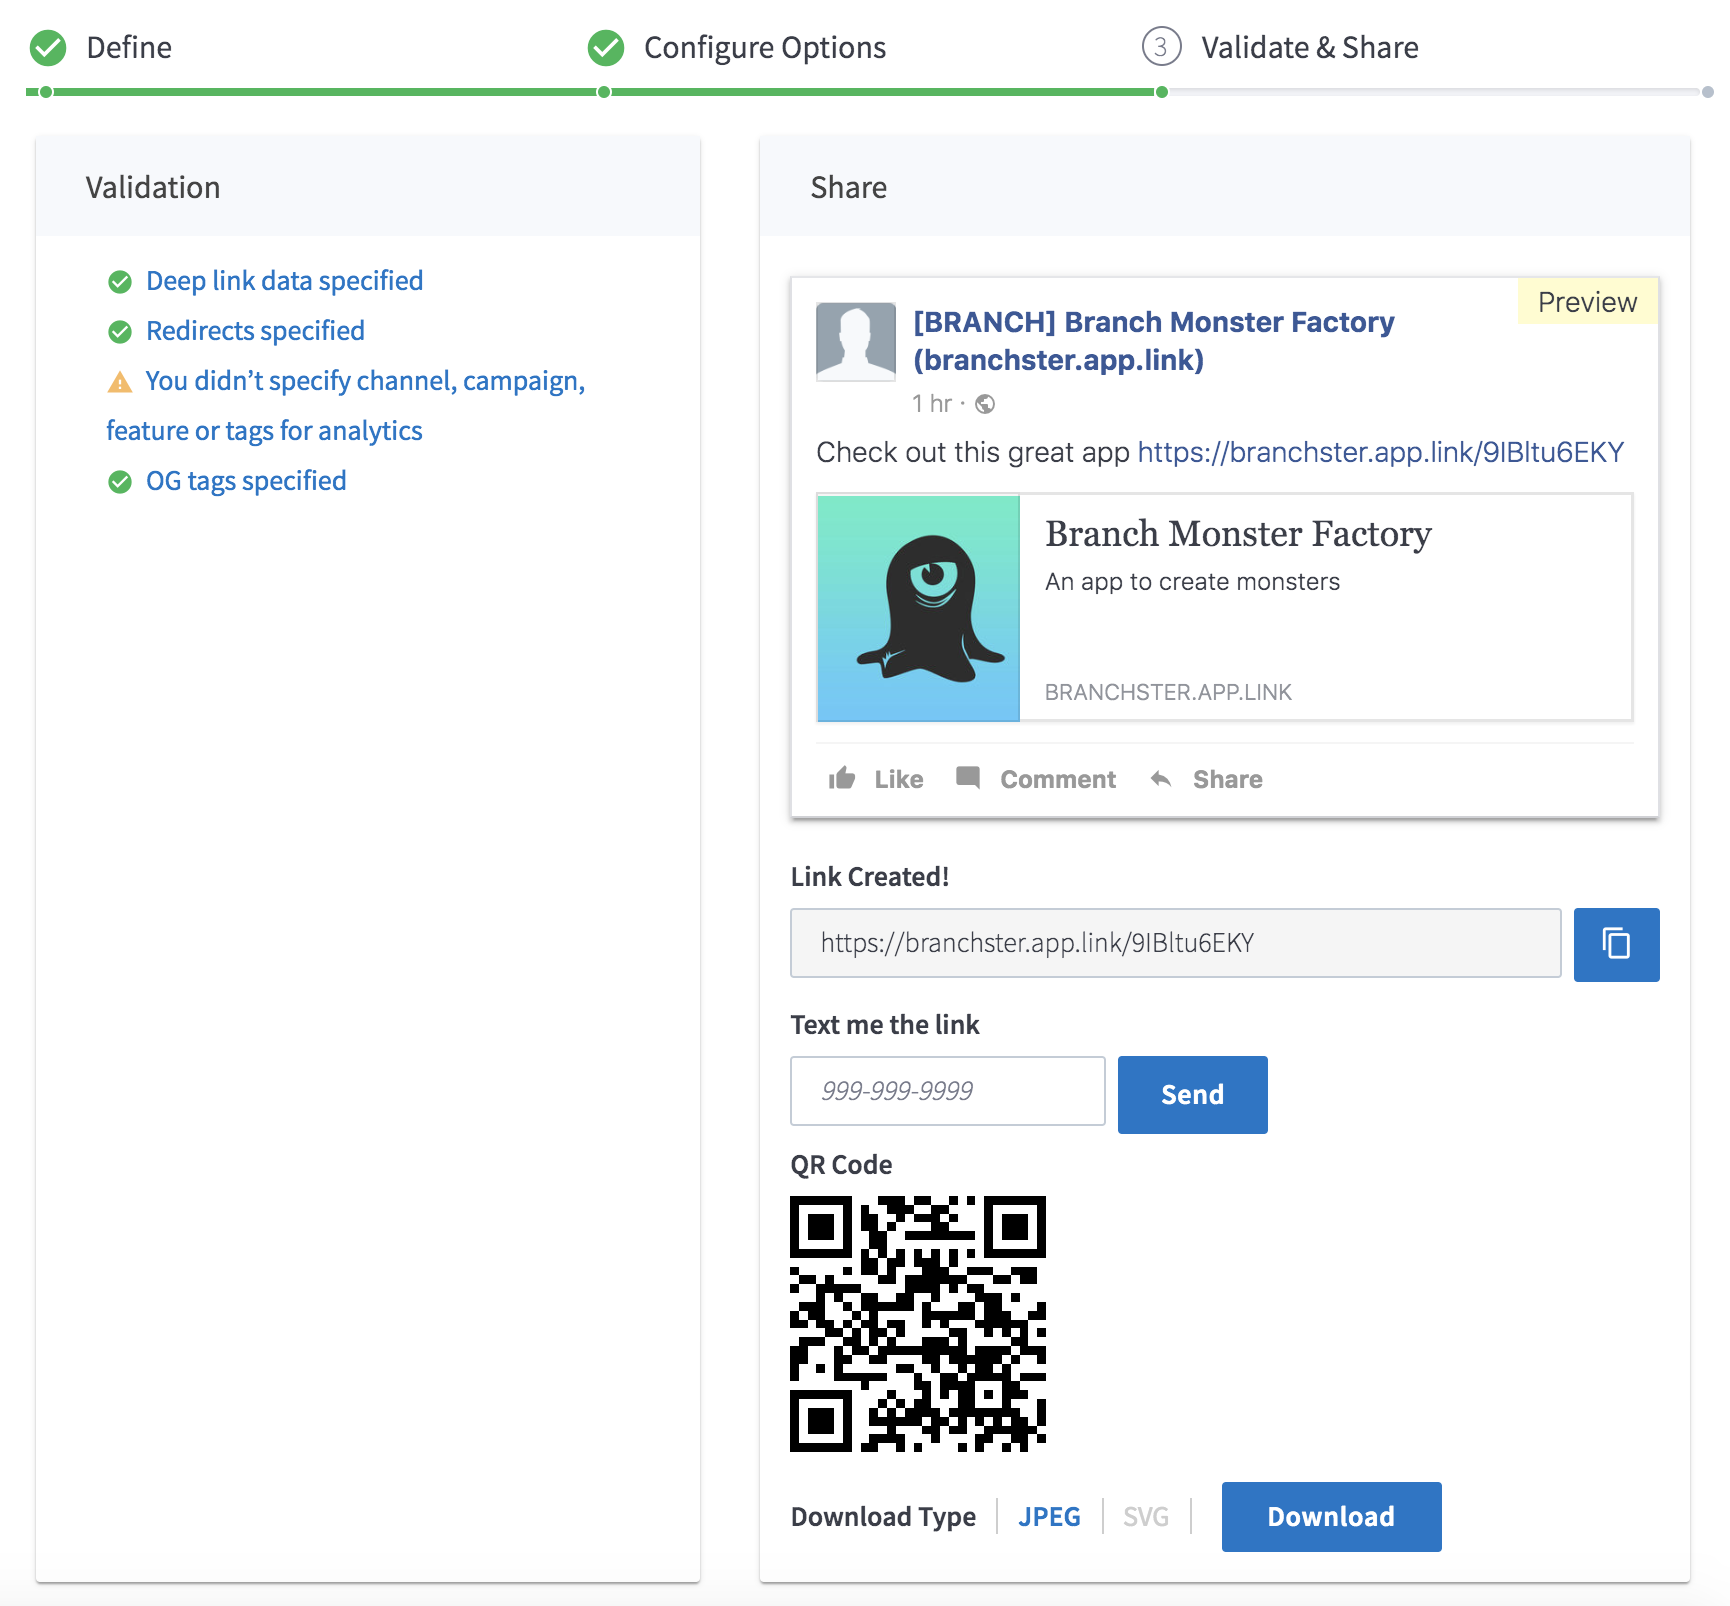 Define
Configure Options
3 Validate & Share
Validation
Deep link data specified
Redirects specified
You didn’t specify channel, campaign,
feature or tags for analytics
OG tags specified
Share
Preview
[BRANCH] Branch Monster Factory
(branchster.app.link)
1 hr ·
Check out this great app https://branchster.app.link/9IBltu6EKY
Branch Monster Factory
An app to create monsters
BRANCHSTER.APP.LINK
Like Comment Share
Link Created!
https://branchster.app.link/9IBltu6EKY
Text me the link
999-999-9999 Send
QR Code
Download Type JPEG SVG Download